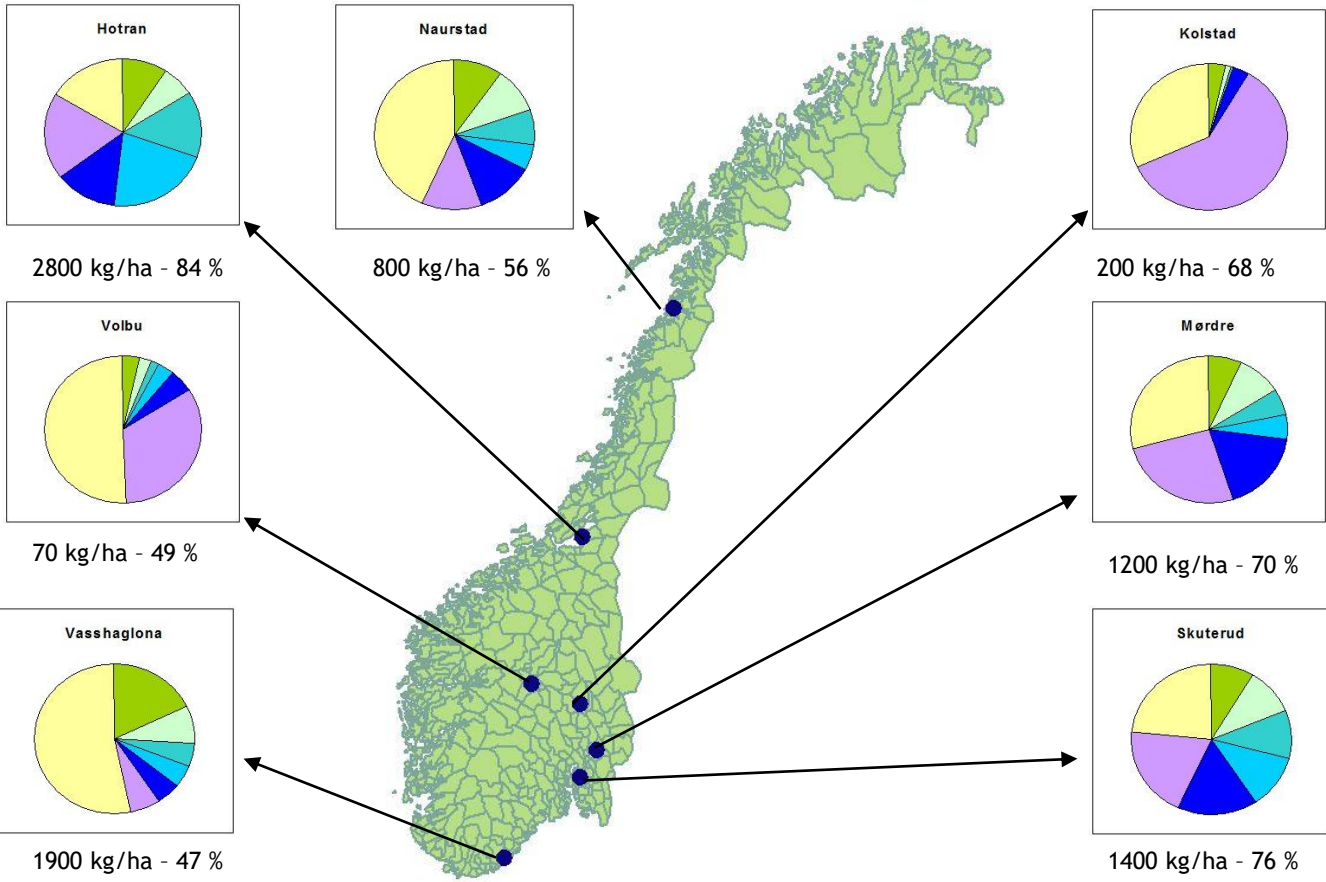 Hotran
2800 kg/ha - 84 %
Naurstad
800 kg/ha - 56 %
Kolstad
200 kg/ha - 68 %
Volbu
70 kg/ha - 49 %
Mørdre
1200 kg/ha - 70 %
Vasshaglona
1900 kg/ha - 47 %
Skuterud
1400 kg/ha - 76 %